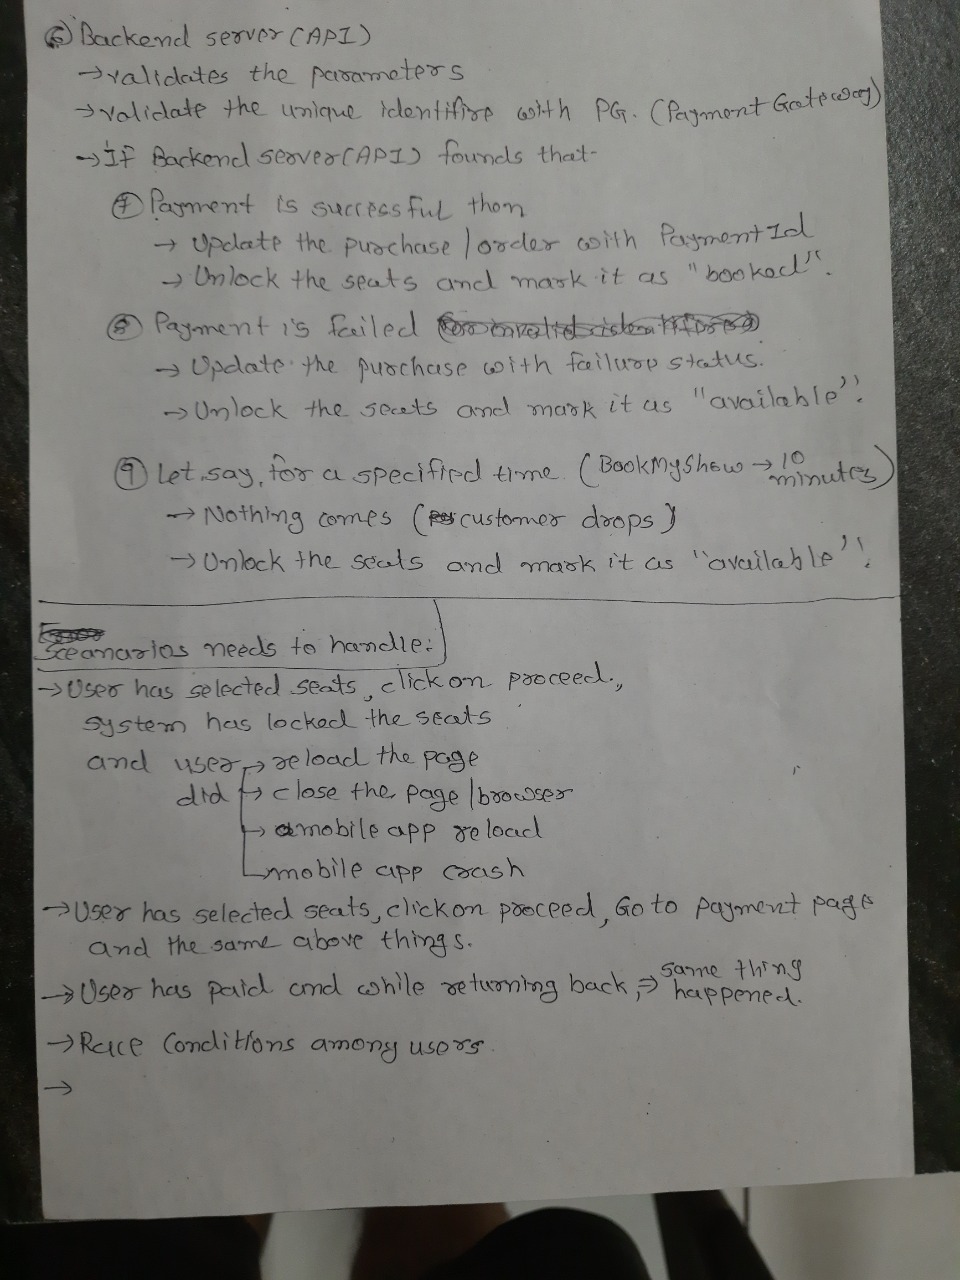 ⑥ Backend server (API)
→ validates the parameters
→ validate the unique identifire with PG. (Payment Gateway)
→ If Backend server (API) founds that-
⑦ Payment is successful then
→ Update the purchase / order with Payment Id
→ Unlock the seats and mark it as "booked".
⑧ Payment is failed
→ Update the purchase with failure status.
→ Unlock the seats and mark it as "available".
⑨ Let say, for a specified time. (BookMyShow → 10 minutes)
→ Nothing comes (customer drops)
→ Unlock the seats and mark it as "available".
Sceanarios needs to handle:
→ User has selected seats, click on proceed.,
system has locked the seats
and user → reload the page
did → close the page / browser
→ mobile app reload
mobile app crash
→ User has selected seats, click on proceed, Go to payment page
and the same above things.
→ User has paid and while returning back, ⇒ same thing happened.
→ Race Conditions among users.
→